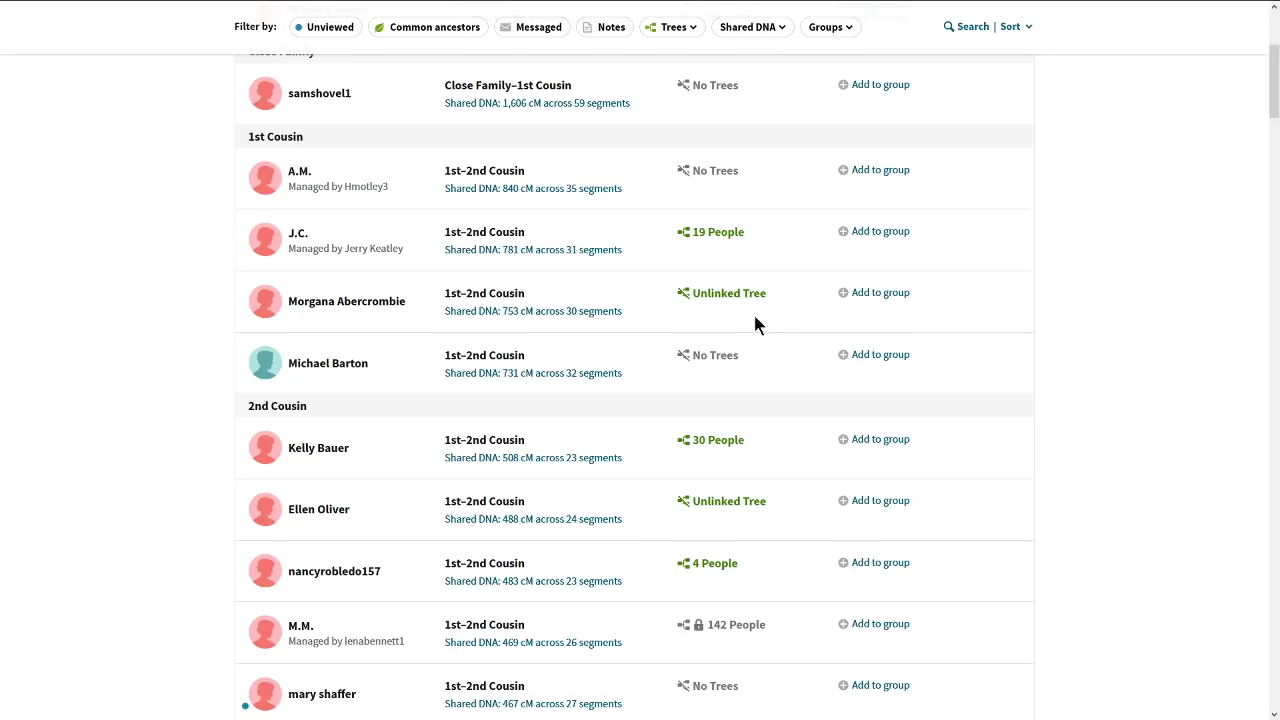 Filter by: Unviewed Common ancestors Messaged Notes Trees Shared DNA Groups Search | Sort
Close Family
samshovel1 Close Family–1st Cousin No Trees Add to group
Shared DNA: 1,606 cM across 59 segments
1st Cousin
A.M. 1st–2nd Cousin No Trees Add to group
Managed by Hmotley3 Shared DNA: 840 cM across 35 segments
J.C. 1st–2nd Cousin 19 People Add to group
Managed by Jerry Keatley Shared DNA: 781 cM across 31 segments
Morgana Abercrombie 1st–2nd Cousin Unlinked Tree Add to group
Shared DNA: 753 cM across 30 segments
Michael Barton 1st–2nd Cousin No Trees Add to group
Shared DNA: 731 cM across 32 segments
2nd Cousin
Kelly Bauer 1st–2nd Cousin 30 People Add to group
Shared DNA: 508 cM across 23 segments
Ellen Oliver 1st–2nd Cousin Unlinked Tree Add to group
Shared DNA: 488 cM across 24 segments
nancyrobledo157 1st–2nd Cousin 4 People Add to group
Shared DNA: 483 cM across 23 segments
M.M. 1st–2nd Cousin 142 People Add to group
Managed by lenabennett1 Shared DNA: 469 cM across 26 segments
mary shaffer 1st–2nd Cousin No Trees Add to group
Shared DNA: 467 cM across 27 segments